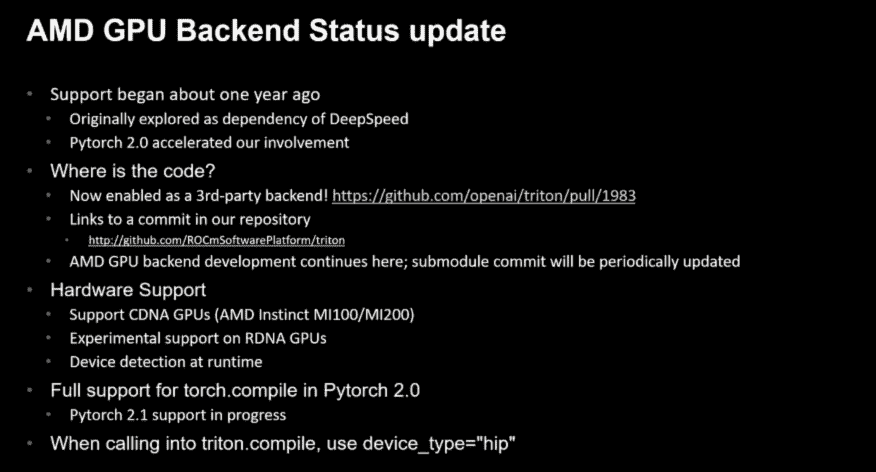 AMD GPU Backend Status update
• Support began about one year ago
• Originally explored as dependency of DeepSpeed
• Pytorch 2.0 accelerated our involvement
• Where is the code?
• Now enabled as a 3rd-party backend! https://github.com/openai/triton/pull/1983
• Links to a commit in our repository
• http://github.com/ROCmSoftwarePlatform/triton
• AMD GPU backend development continues here; submodule commit will be periodically updated
• Hardware Support
• Support CDNA GPUs (AMD Instinct MI100/MI200)
• Experimental support on RDNA GPUs
• Device detection at runtime
• Full support for torch.compile in Pytorch 2.0
• Pytorch 2.1 support in progress
• When calling into triton.compile, use device_type="hip"